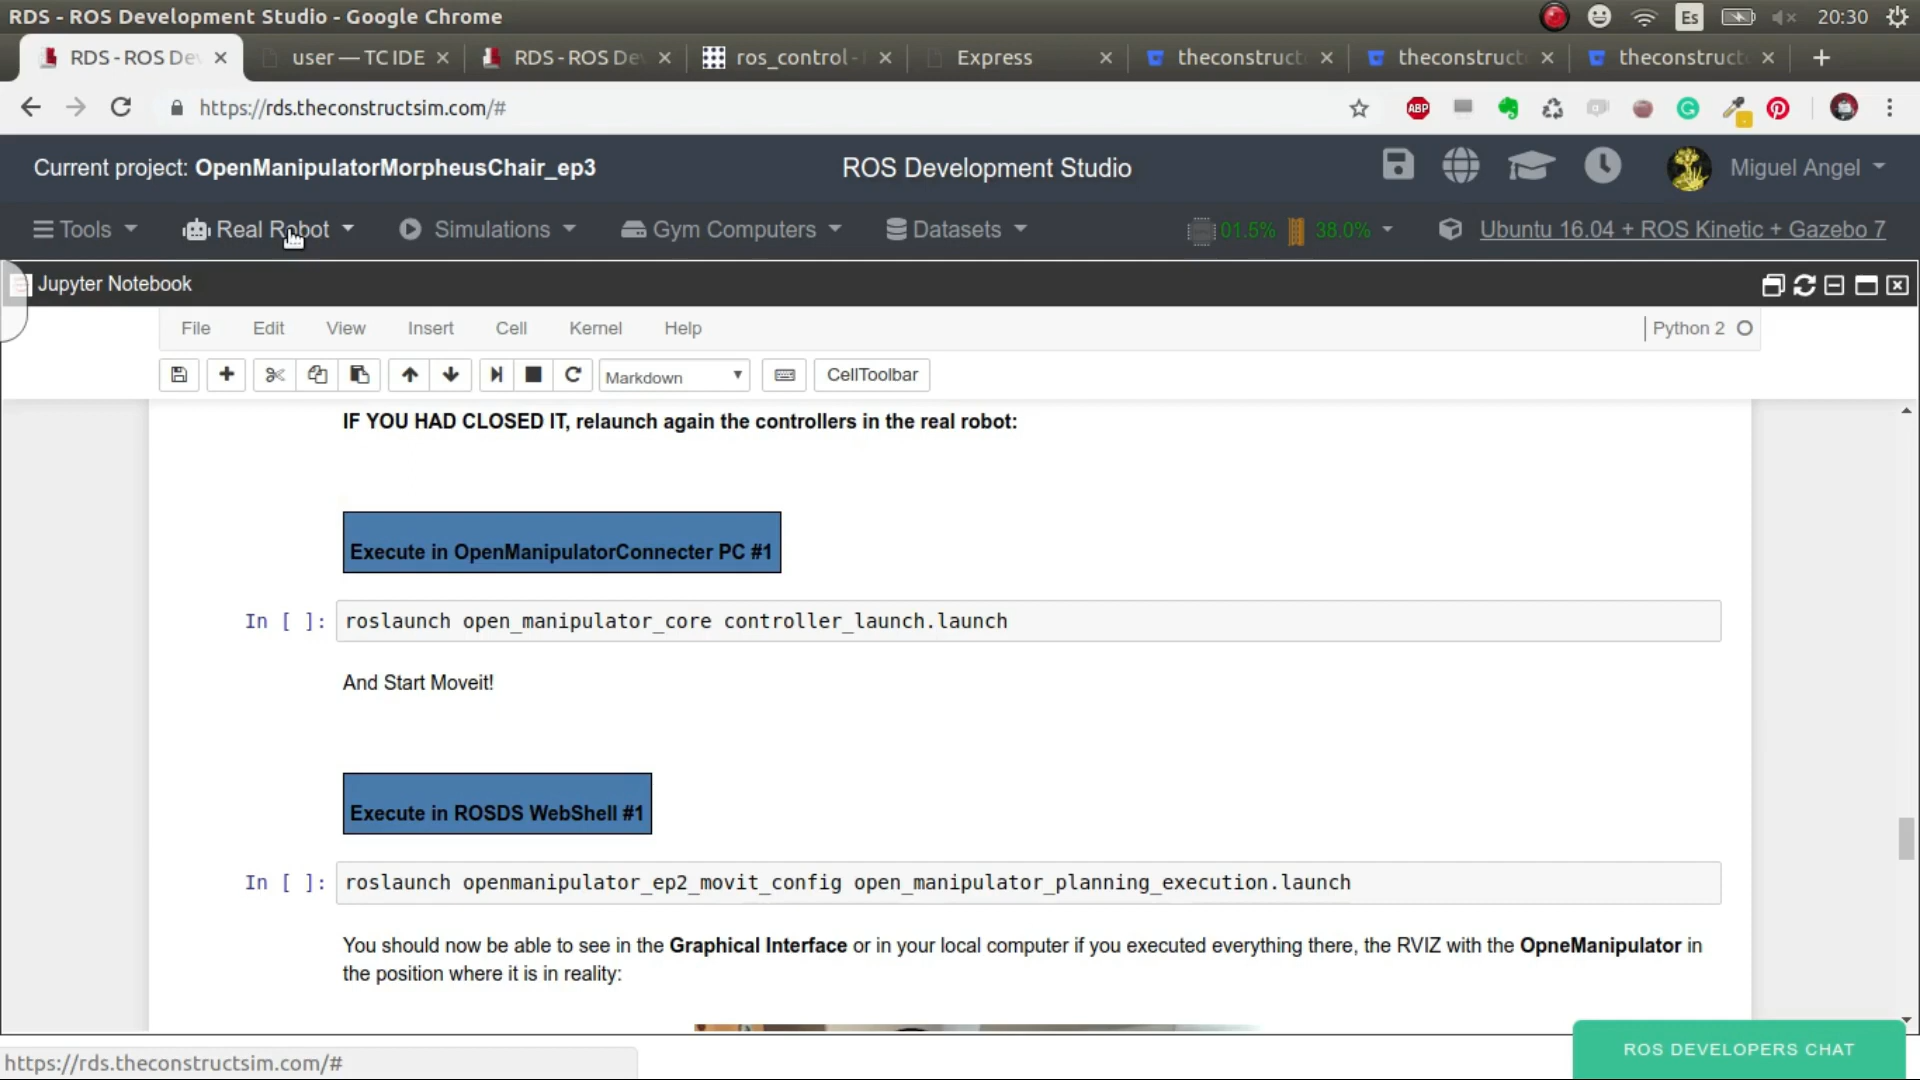 RDS - ROS Development Studio - Google Chrome
Es
20:30
RDS - ROS De
user — TC IDE
RDS - ROS De
ros_control -
Express
theconstruct
theconstruct
theconstruct
https://rds.theconstructsim.com/#
ABP
Current project: OpenManipulatorMorpheusChair_ep3
ROS Development Studio
Miguel Angel
Tools
Real Robot
Simulations
Gym Computers
Datasets
01.5%
38.0%
Ubuntu 16.04 + ROS Kinetic + Gazebo 7
Jupyter Notebook
File Edit View Insert Cell Kernel Help
Python 2
Markdown
CellToolbar
IF YOU HAD CLOSED IT, relaunch again the controllers in the real robot:
Execute in OpenManipulatorConnecter PC #1
In [ ]: roslaunch open_manipulator_core controller_launch.launch
And Start Moveit!
Execute in ROSDS WebShell #1
In [ ]: roslaunch openmanipulator_ep2_movit_config open_manipulator_planning_execution.launch
You should now be able to see in the Graphical Interface or in your local computer if you executed everything there, the RVIZ with the OpneManipulator in
the position where it is in reality:
ROS DEVELOPERS CHAT
https://rds.theconstructsim.com/#